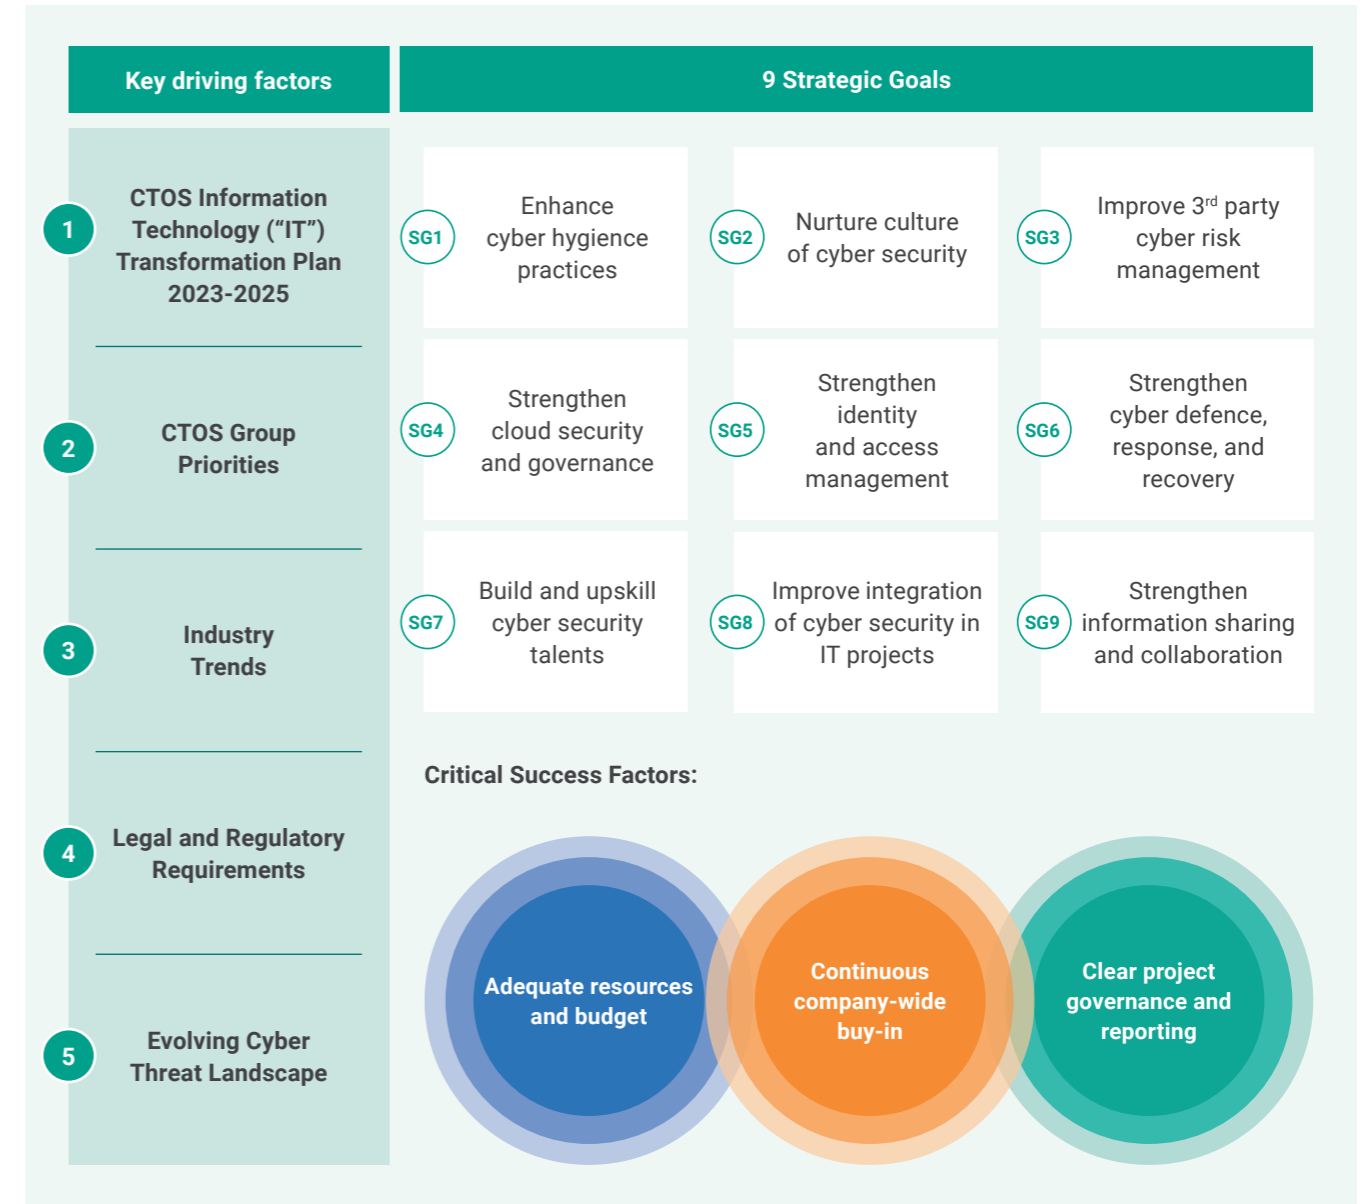 Key driving factors
1
CTOS Information
Technology (“IT”)
Transformation Plan
2023-2025
2
CTOS Group
Priorities
3
Industry
Trends
4
Legal and Regulatory
Requirements
5
Evolving Cyber
Threat Landscape
9 Strategic Goals
SG1
Enhance
cyber hygience
practices
SG2
Nurture culture
of cyber security
SG3
Improve 3rd party
cyber risk
management
SG4
Strengthen
cloud security
and governance
SG5
Strengthen
identity
and access
management
SG6
Strengthen
cyber defence,
response, and
recovery
SG7
Build and upskill
cyber security
talents
SG8
Improve integration
of cyber security in
IT projects
SG9
Strengthen
information sharing
and collaboration
Critical Success Factors:
Adequate resources
and budget
Continuous
company-wide
buy-in
Clear project
governance and
reporting